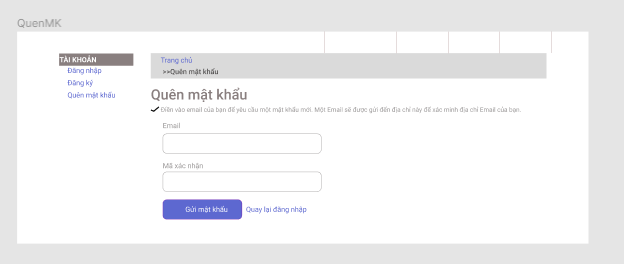 QuenMK
TÀI KHOẢN
Đăng nhập
Đăng ký
Quên mật khẩu
Trang chủ
>>Quên mật khẩu
Quên mật khẩu
Điền vào email của bạn để yêu cầu một mật khẩu mới. Một Email sẽ được gửi đến địa chỉ này để xác minh địa chỉ Email của bạn.
Email
Mã xác nhận
Gửi mật khẩu
Quay lại đăng nhập